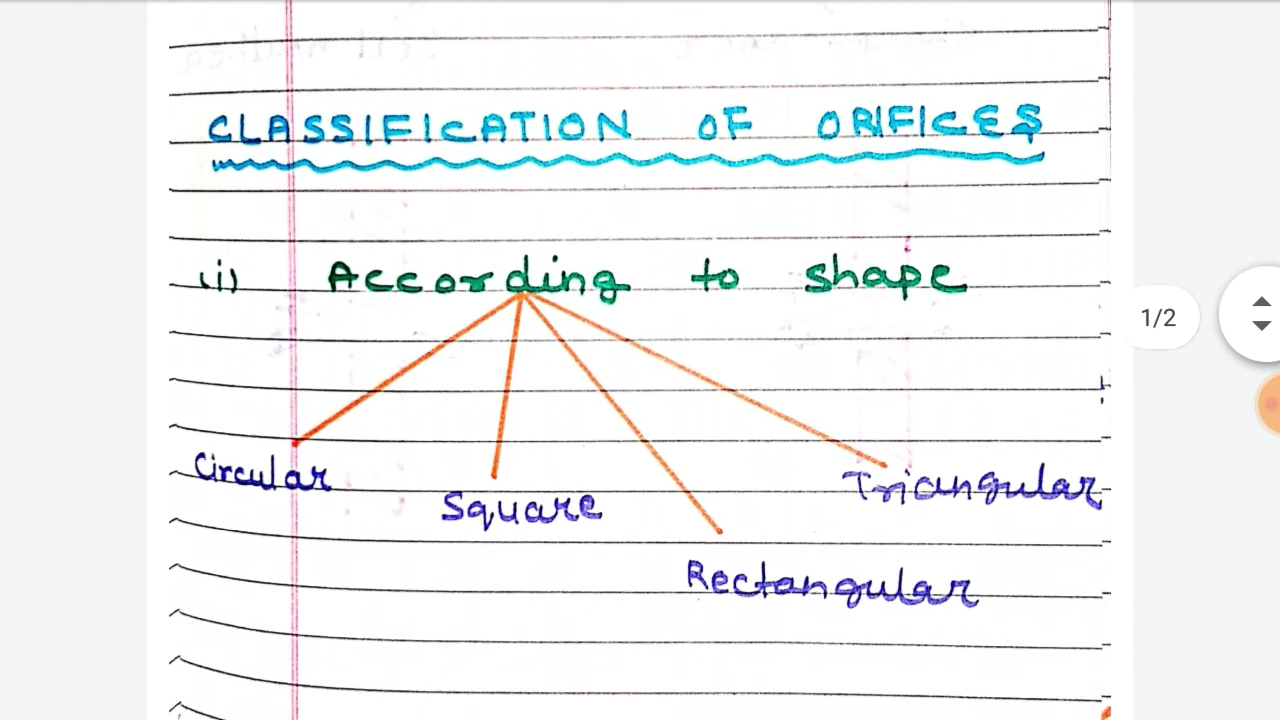 CLASSIFICATION OF ORIFICES
(i) According to shape
1/2
Circular
Square
Triangular
Rectangular